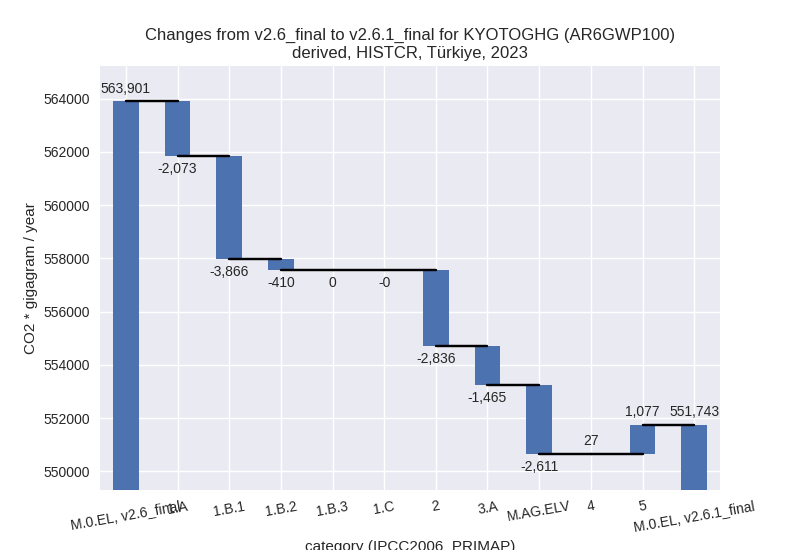 Changes from v2.6_final to v2.6.1_final for KYOTOGHG (AR6GWP100)
derived, HISTCR, Türkiye, 2023
CO2 * gigagram / year
564000
562000
560000
558000
556000
554000
552000
550000
563,901
-2,073
-3,866
-410
0
-0
-2,836
-1,465
-2,611
27
1,077
551,743
M.0.EL, v2.6_final
1.A
1.B.1
1.B.2
1.B.3
1.C
2
3.A
M.AG.ELV
4
5
M.0.EL, v2.6.1_final
category (IPCC2006_PRIMAP)